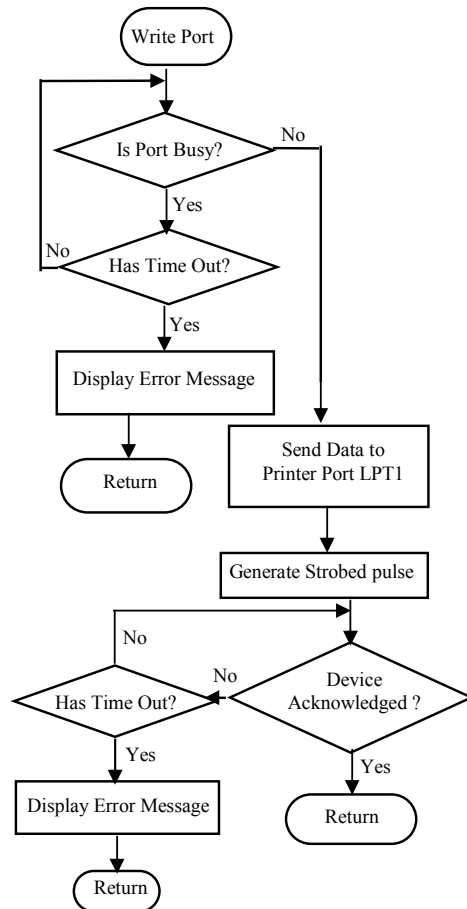 Write Port
Is Port Busy?
No
Yes
Has Time Out?
No
Yes
Display Error Message
Return
Send Data to
Printer Port LPT1
Generate Strobed pulse
No
Device
Acknowledged ?
No
Has Time Out?
Yes
Yes
Display Error Message
Return
Return